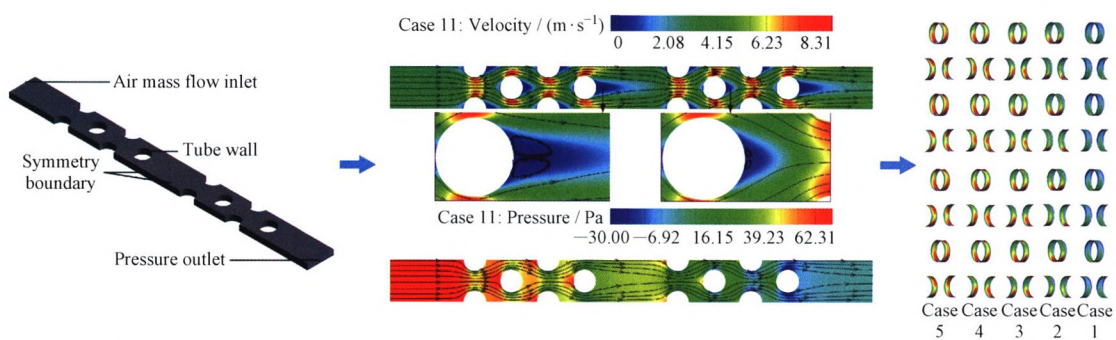 Air mass flow inlet
Tube wall
Symmetry
boundary
Pressure outlet
Case 11: Velocity / (m·s⁻¹)
0 2.08 4.15 6.23 8.31
Case 11: Pressure / Pa
−30.00 −6.92 16.15 39.23 62.31
Case Case Case Case Case
5 4 3 2 1